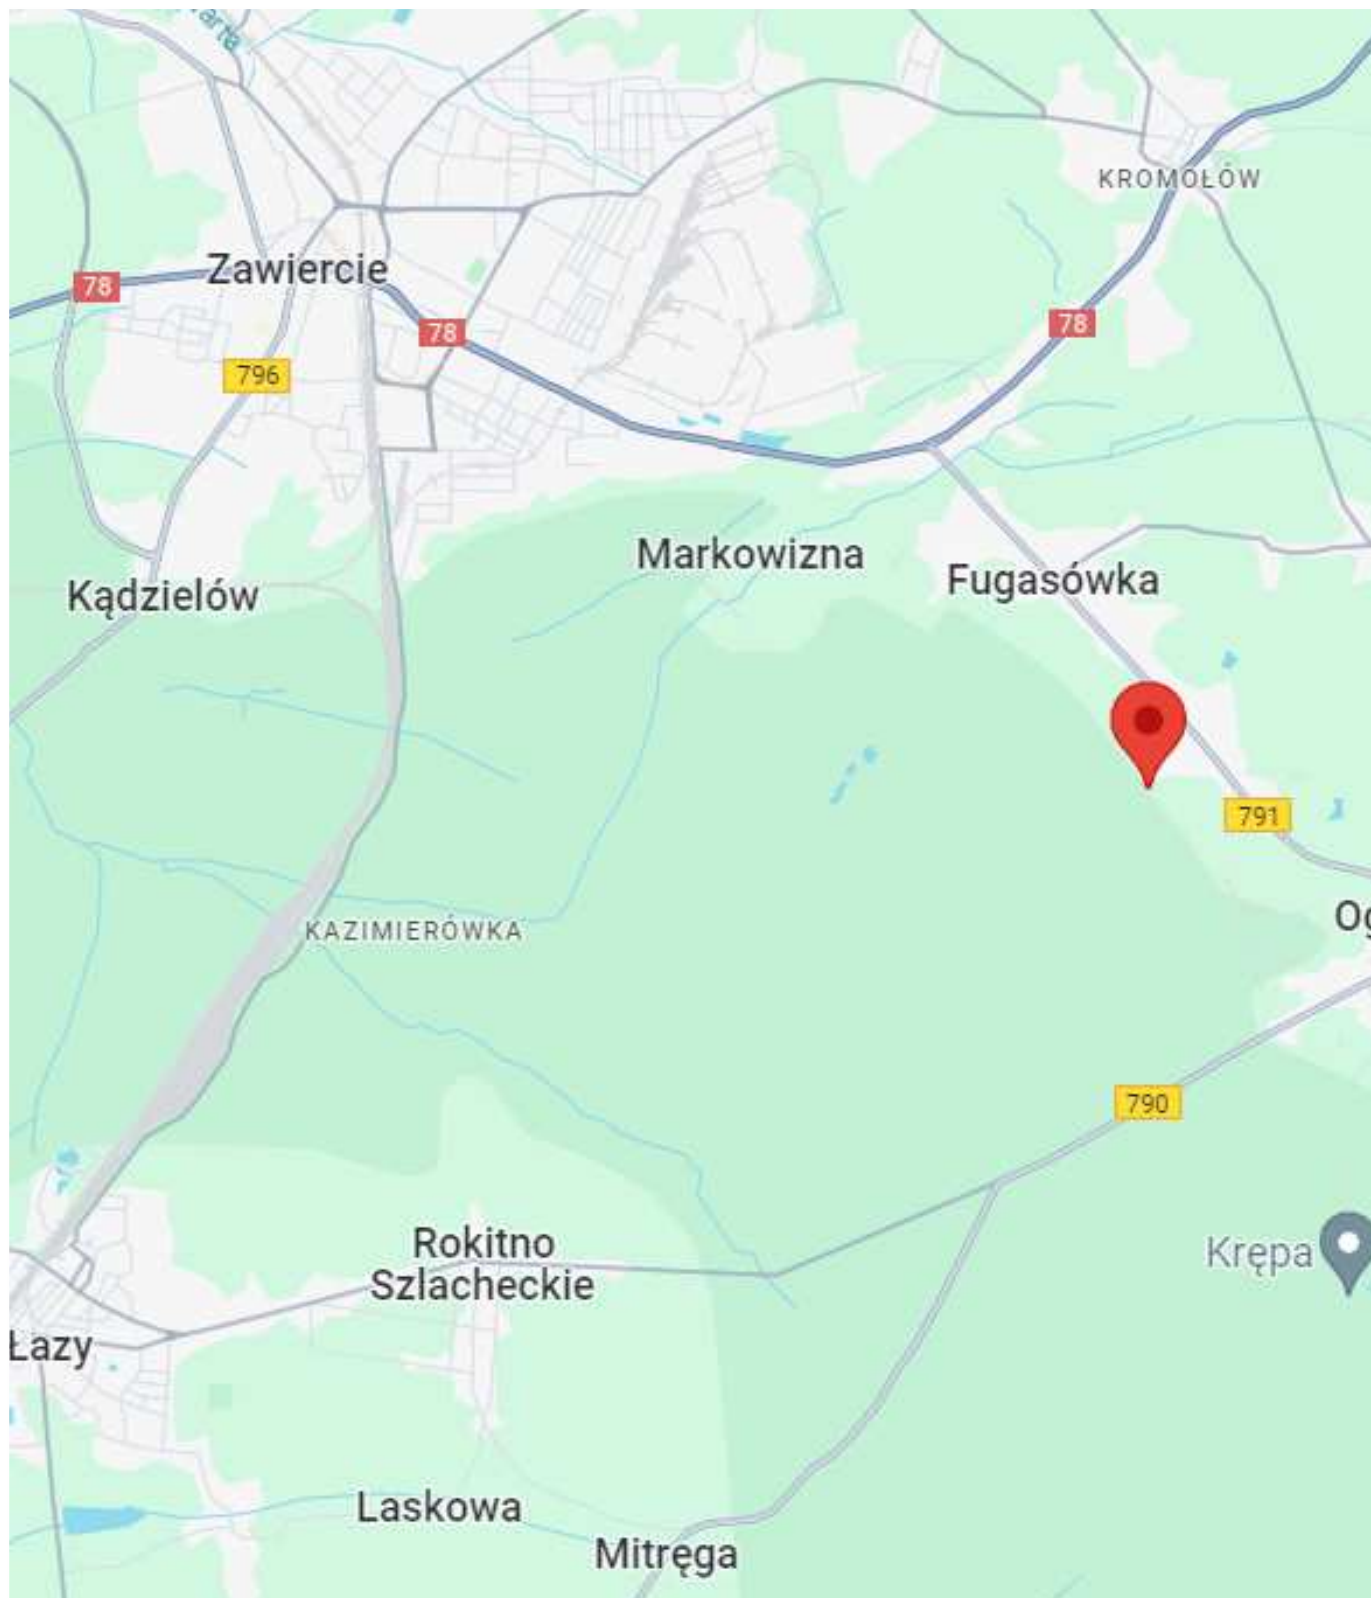 KROMOŁÓW
Zawiercie
78
78
78
796
Markowizna
Fugasówka
Kądzielów
791
KAZIMIERÓWKA
790
Rokitno
Szlacheckie
Krępa
Łazy
Laskowa
Mitręga